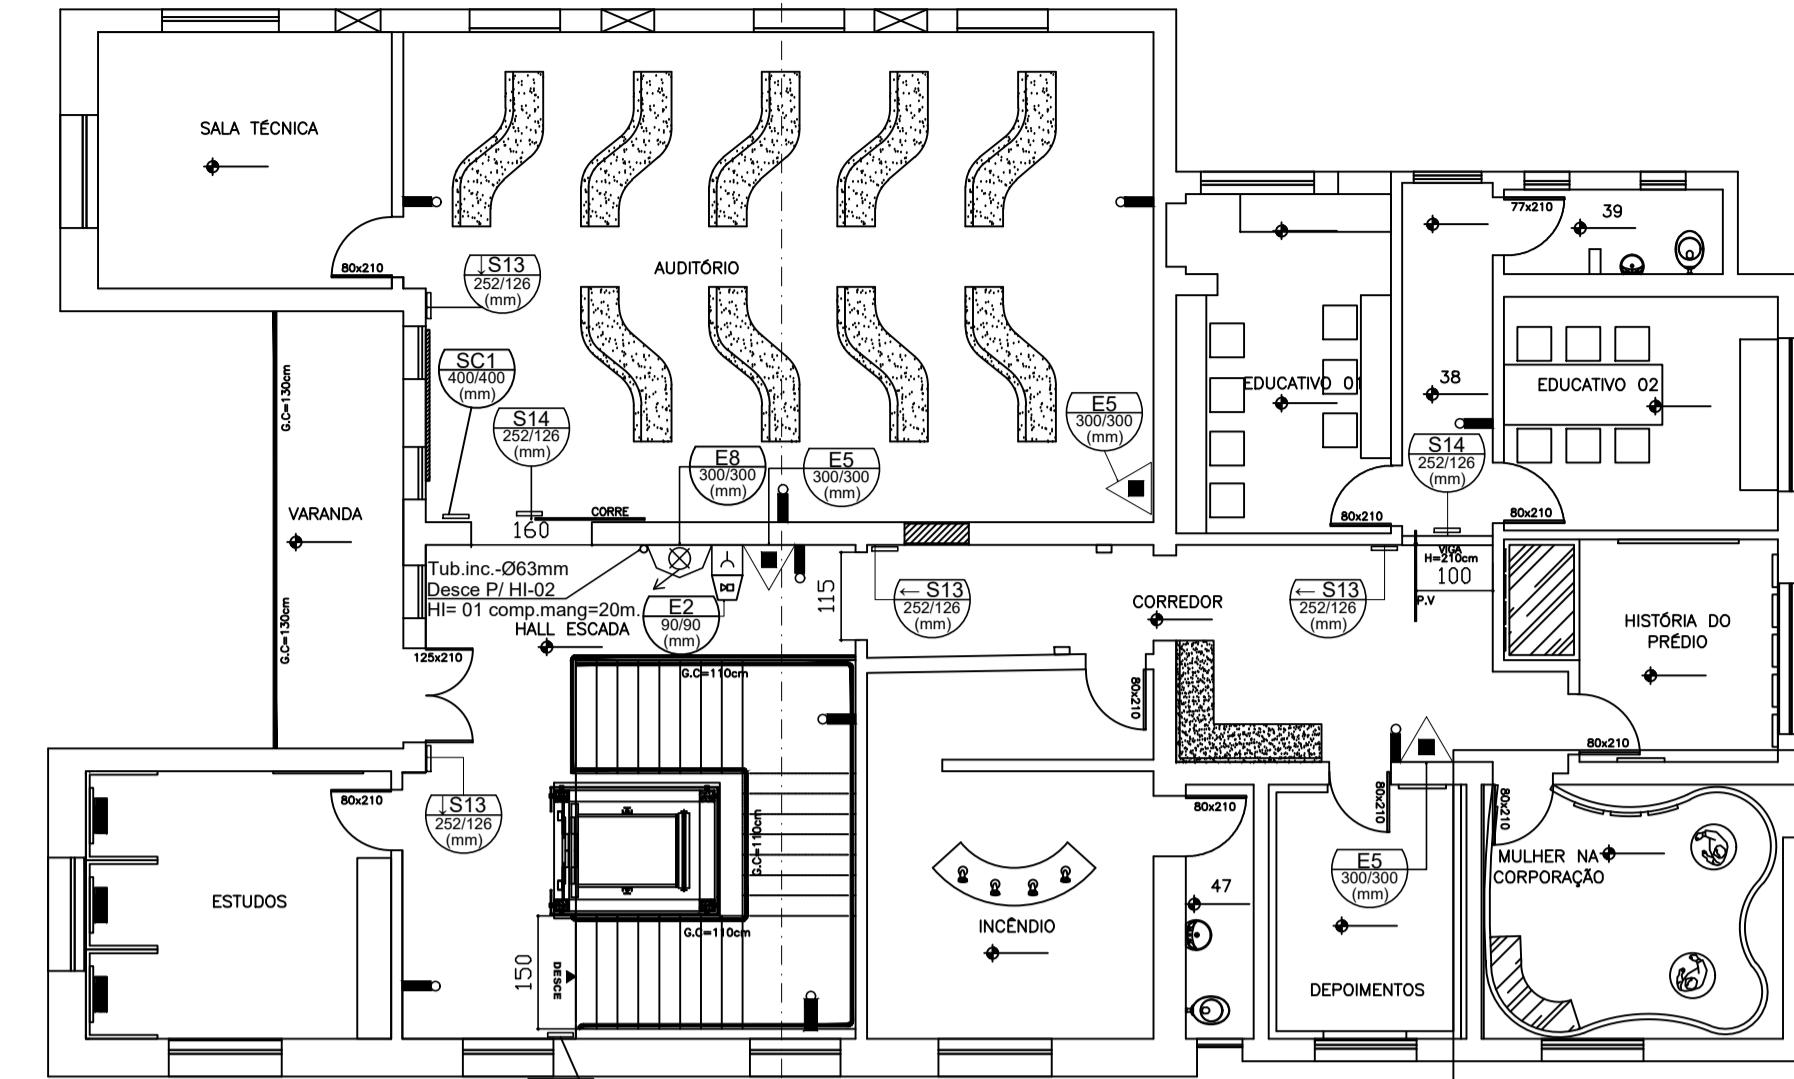 SALA TÉCNICA
80x210
AUDITÓRIO
↓S13
252/126
(mm)
SC1
400/400
(mm)
S14
252/126
(mm)
G.C=130cm
VARANDA
G.C=130cm
160
CORRE
E8
300/300
(mm)
E5
300/300
(mm)
E5
300/300
(mm)
77x210
39
EDUCATIVO 01
38
EDUCATIVO 02
S14
252/126
(mm)
80x210
80x210
Tub.inc.-Ø63mm
Desce P/ HI-02
HI= 01 comp.mang=20m.
HALL ESCADA
E2
90/90
(mm)
115
← S13
252/126
(mm)
CORREDOR
← S13
252/126
(mm)
VIGA
H=210cm
100
P.V
HISTÓRIA DO
PRÉDIO
125x210
G.C=110cm
80x210
80x210
↓S13
252/126
(mm)
80x210
ESTUDOS
G.C=110cm
G.C=110cm
150
DESCE
INCÊNDIO
80x210
47
80x210
E5
300/300
(mm)
DEPOIMENTOS
80x210
MULHER NA
CORPORAÇÃO